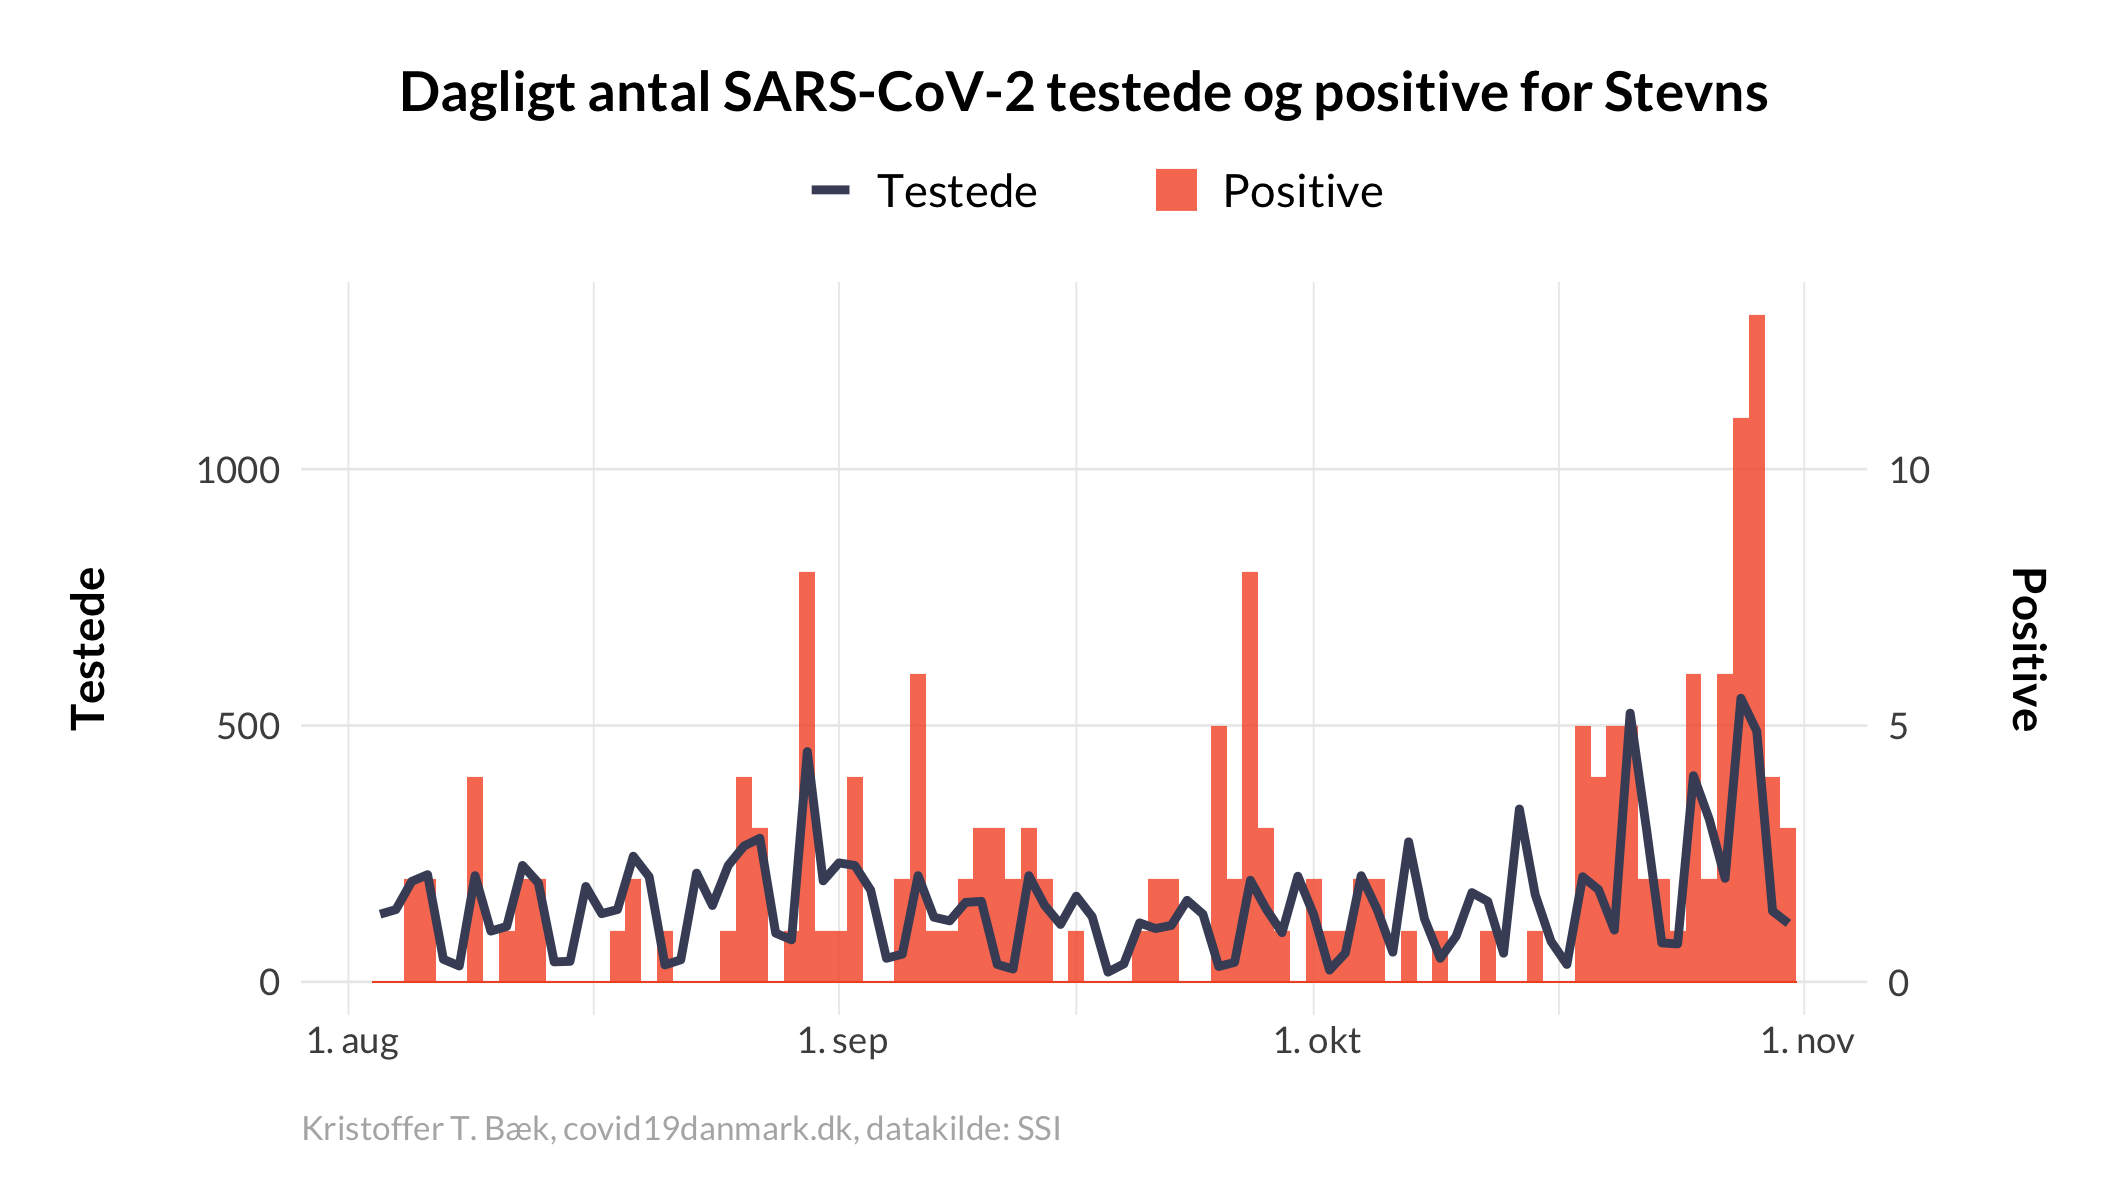 Dagligt antal SARS-CoV-2 testede og positive for Stevns
Testede
Positive
1000
500
0
10
5
0
Testede
Positive
1. aug
1. sep
1. okt
1. nov
Kristoffer T. Bæk, covid19danmark.dk, datakilde: SSI